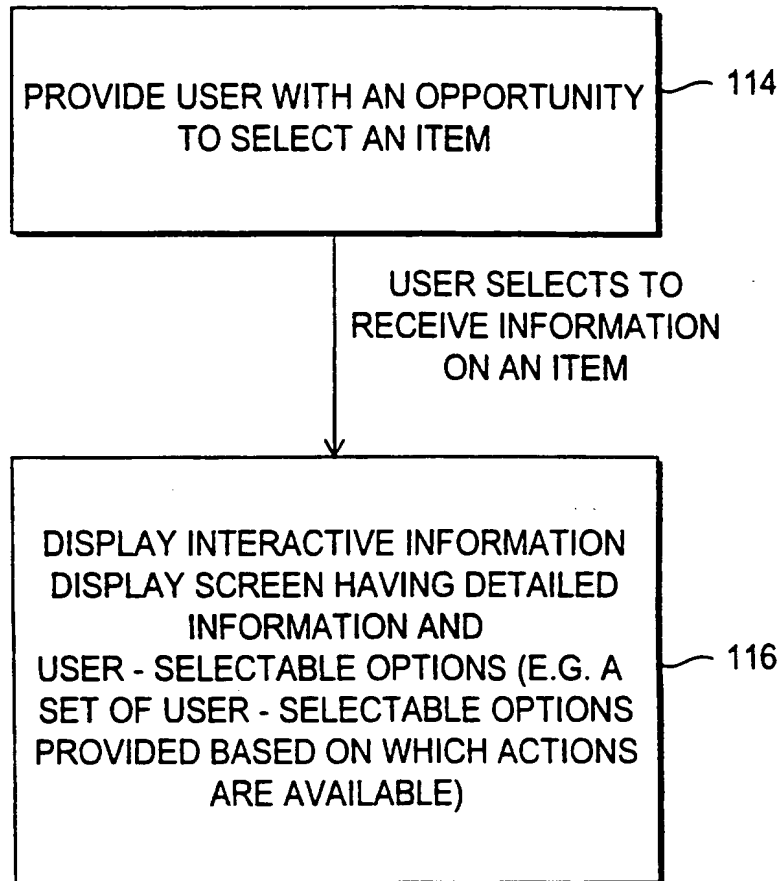 PROVIDE USER WITH AN OPPORTUNITY
TO SELECT AN ITEM
114
USER SELECTS TO
RECEIVE INFORMATION
ON AN ITEM
DISPLAY INTERACTIVE INFORMATION
DISPLAY SCREEN HAVING DETAILED
INFORMATION AND
USER - SELECTABLE OPTIONS (E.G. A
SET OF USER - SELECTABLE OPTIONS
PROVIDED BASED ON WHICH ACTIONS
ARE AVAILABLE)
116